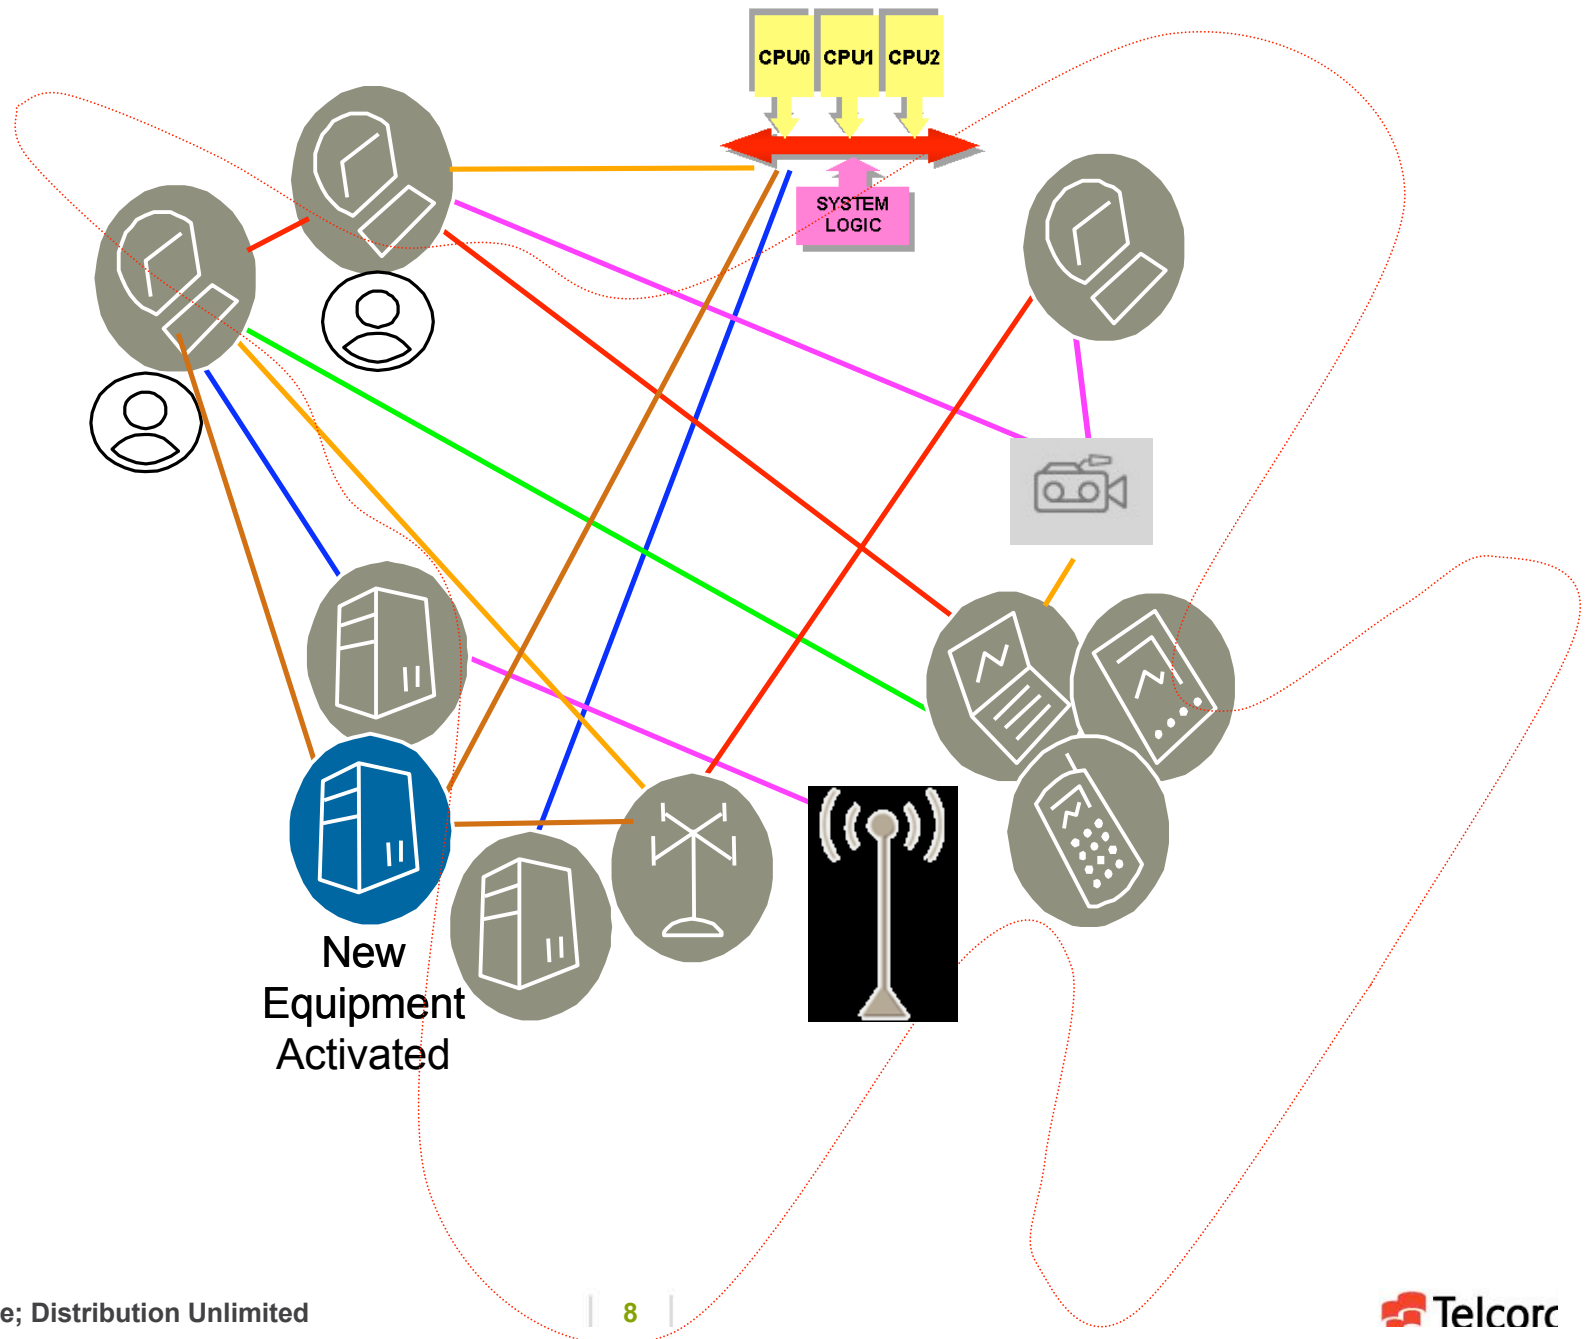 CPU0 CPU1 CPU2
SYSTEM
LOGIC
New
Equipment
Activated
e; Distribution Unlimited
8
Telcorc